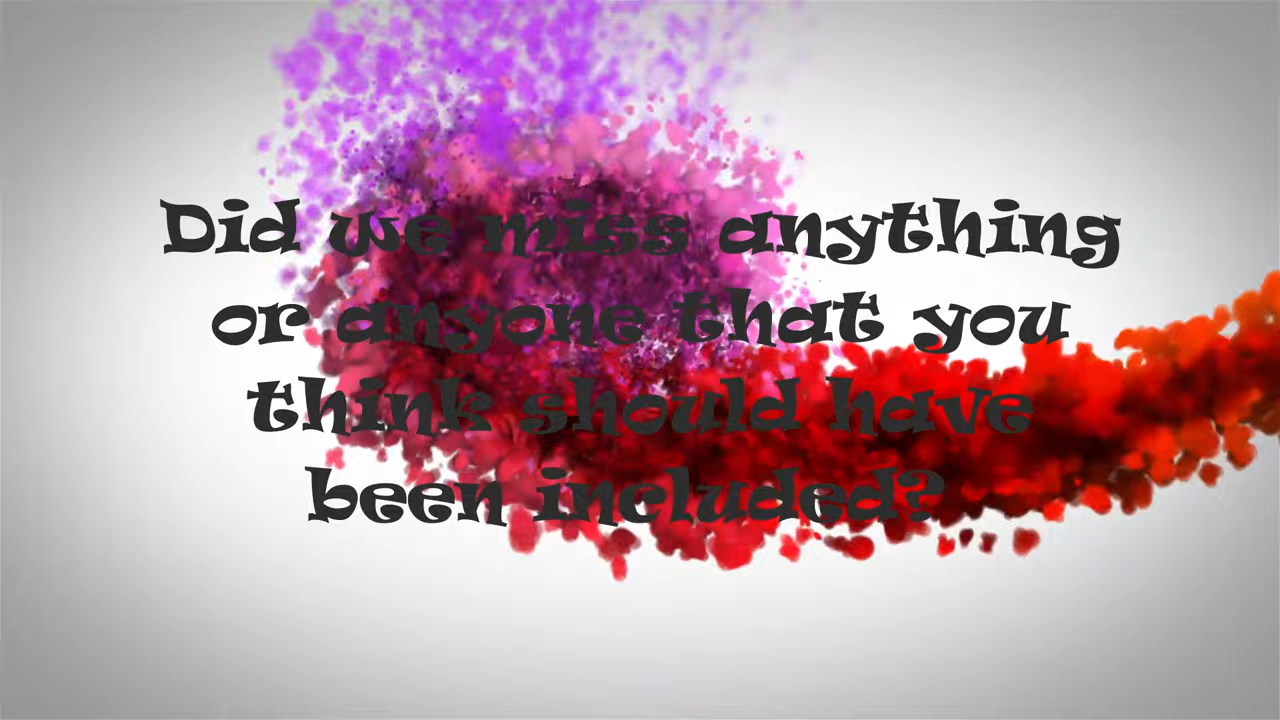 Did we miss anything
or anyone that you
think should have
been included?